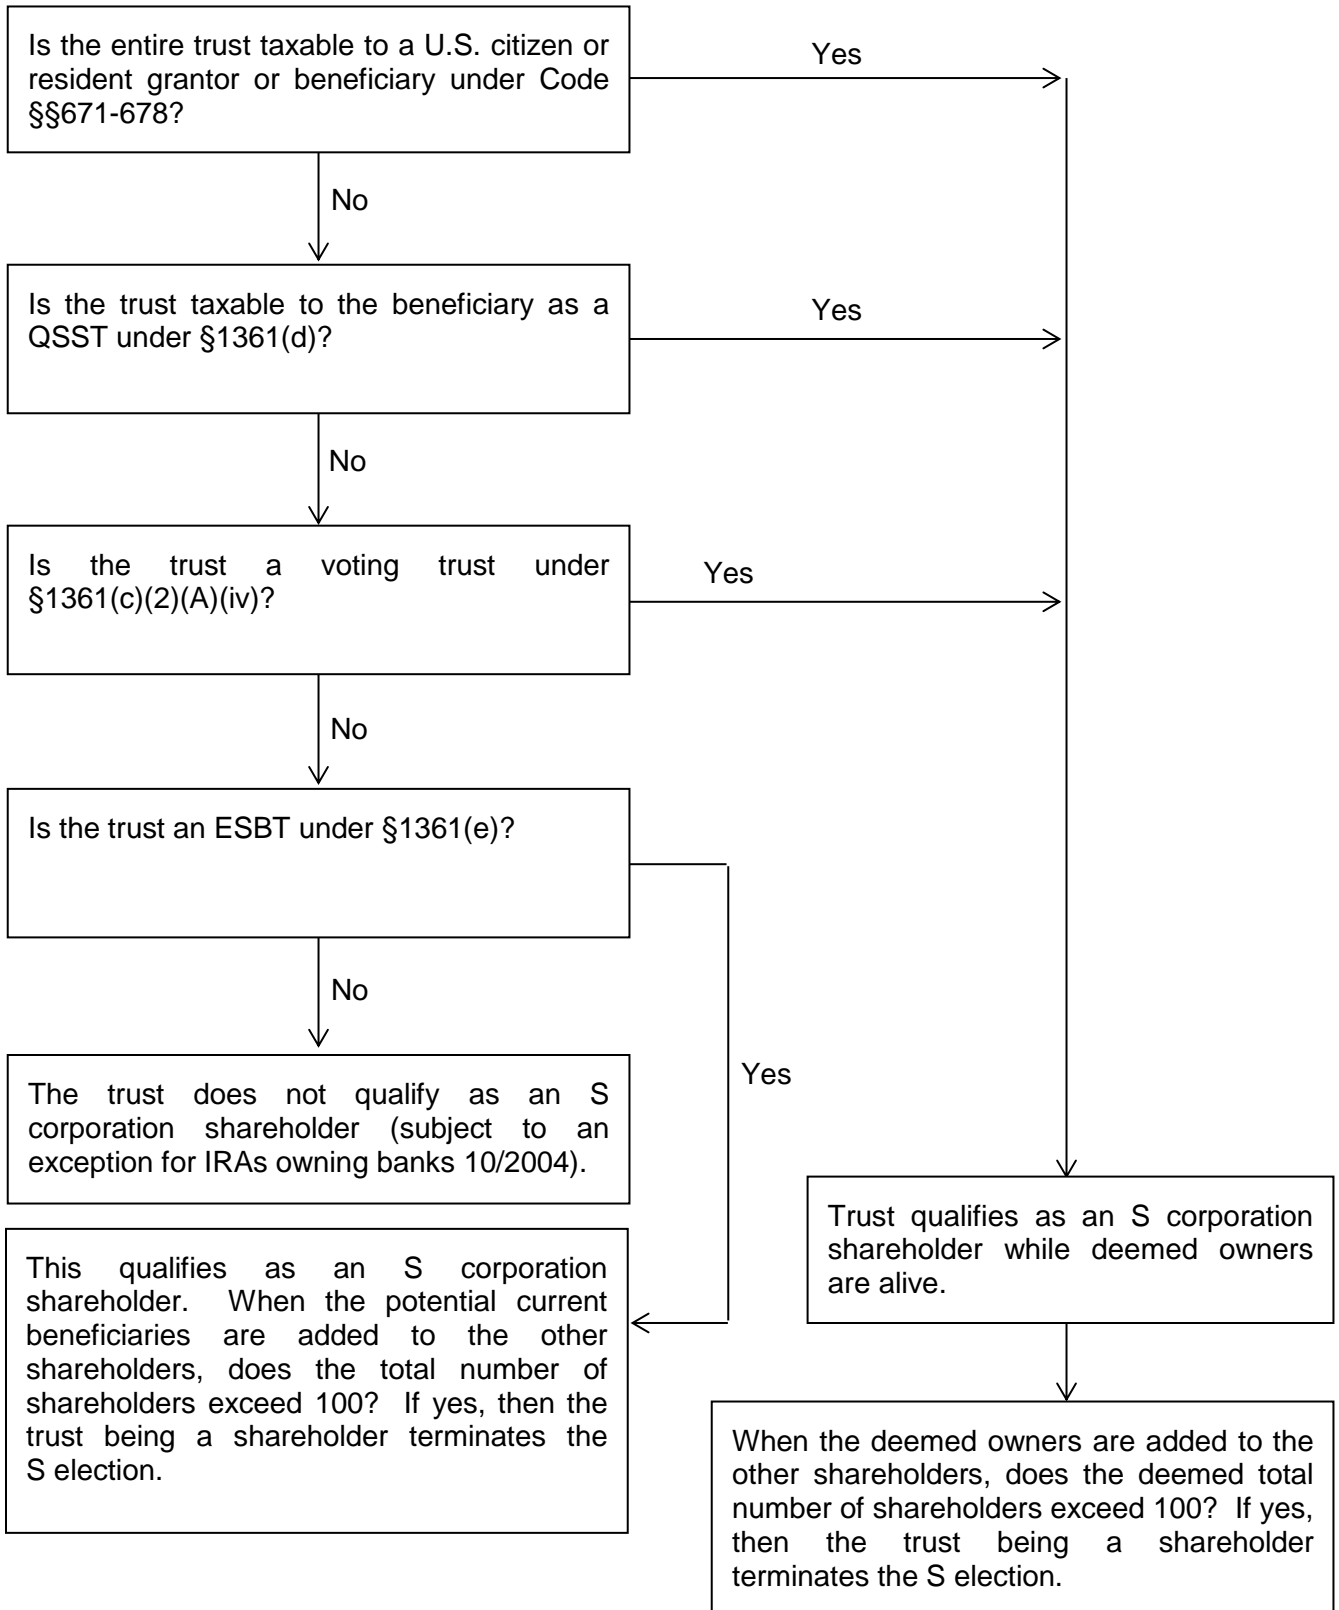 Is the entire trust taxable to a U.S. citizen or
resident grantor or beneficiary under Code
§§671-678?
Yes
No
Is the trust taxable to the beneficiary as a
QSST under §1361(d)?
Yes
No
Is the trust a voting trust under
§1361(c)(2)(A)(iv)?
Yes
No
Is the trust an ESBT under §1361(e)?
No
Yes
The trust does not qualify as an S
corporation shareholder (subject to an
exception for IRAs owning banks 10/2004).
This qualifies as an S corporation
shareholder. When the potential current
beneficiaries are added to the other
shareholders, does the total number of
shareholders exceed 100? If yes, then the
trust being a shareholder terminates the
S election.
Trust qualifies as an S corporation
shareholder while deemed owners
are alive.
When the deemed owners are added to the
other shareholders, does the deemed total
number of shareholders exceed 100? If yes,
then the trust being a shareholder
terminates the S election.